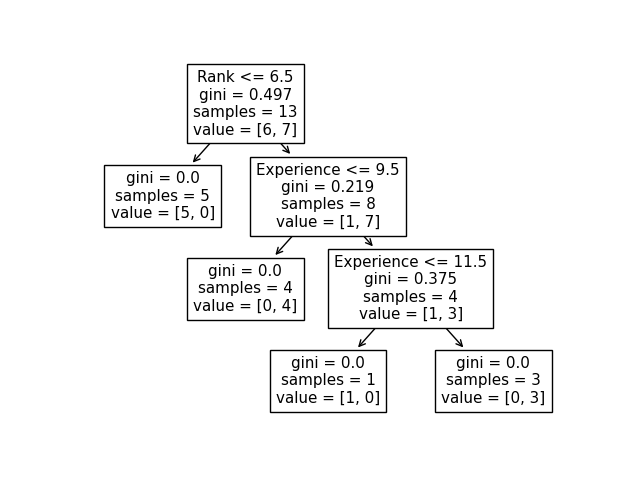 Rank <= 6.5
gini = 0.497
samples = 13
value = [6, 7]
gini = 0.0
samples = 5
value = [5, 0]
Experience <= 9.5
gini = 0.219
samples = 8
value = [1, 7]
gini = 0.0
samples = 4
value = [0, 4]
Experience <= 11.5
gini = 0.375
samples = 4
value = [1, 3]
gini = 0.0
samples = 1
value = [1, 0]
gini = 0.0
samples = 3
value = [0, 3]